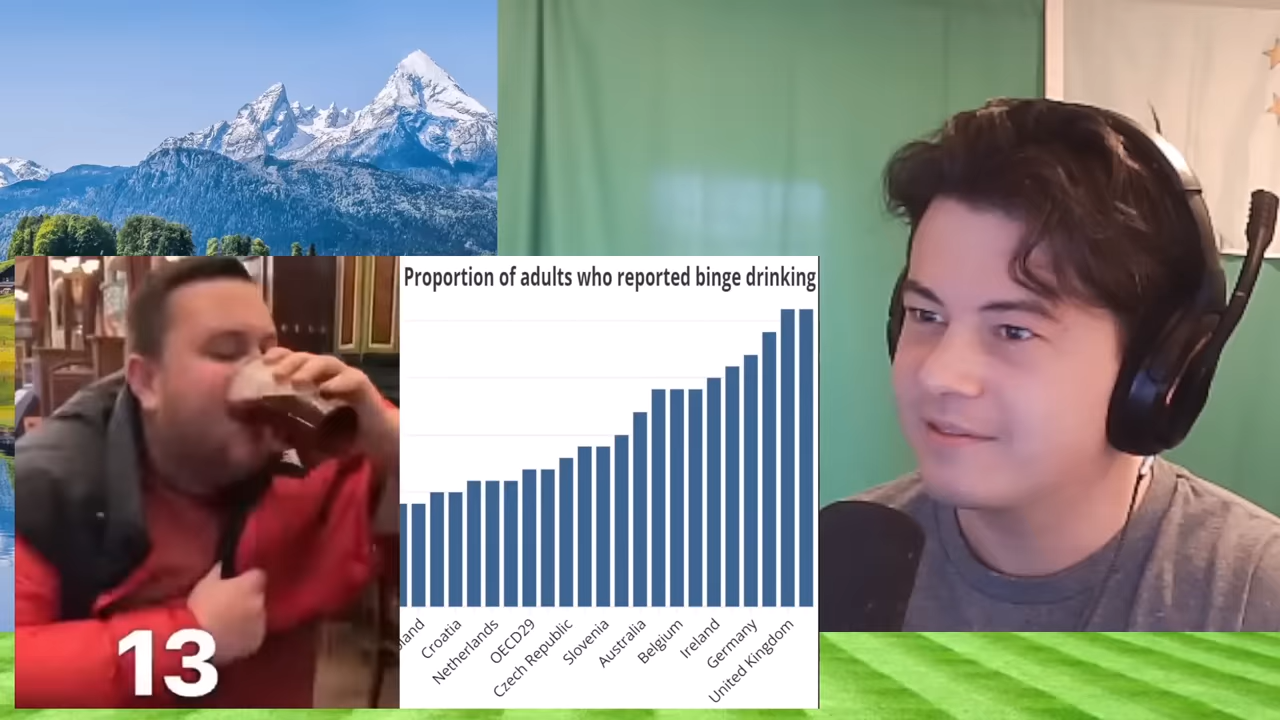 Proportion of adults who reported binge drinking
13
Croatia
Netherlands
OECD29
Czech Republic
Slovenia
Australia
Belgium
Ireland
Germany
United Kingdom